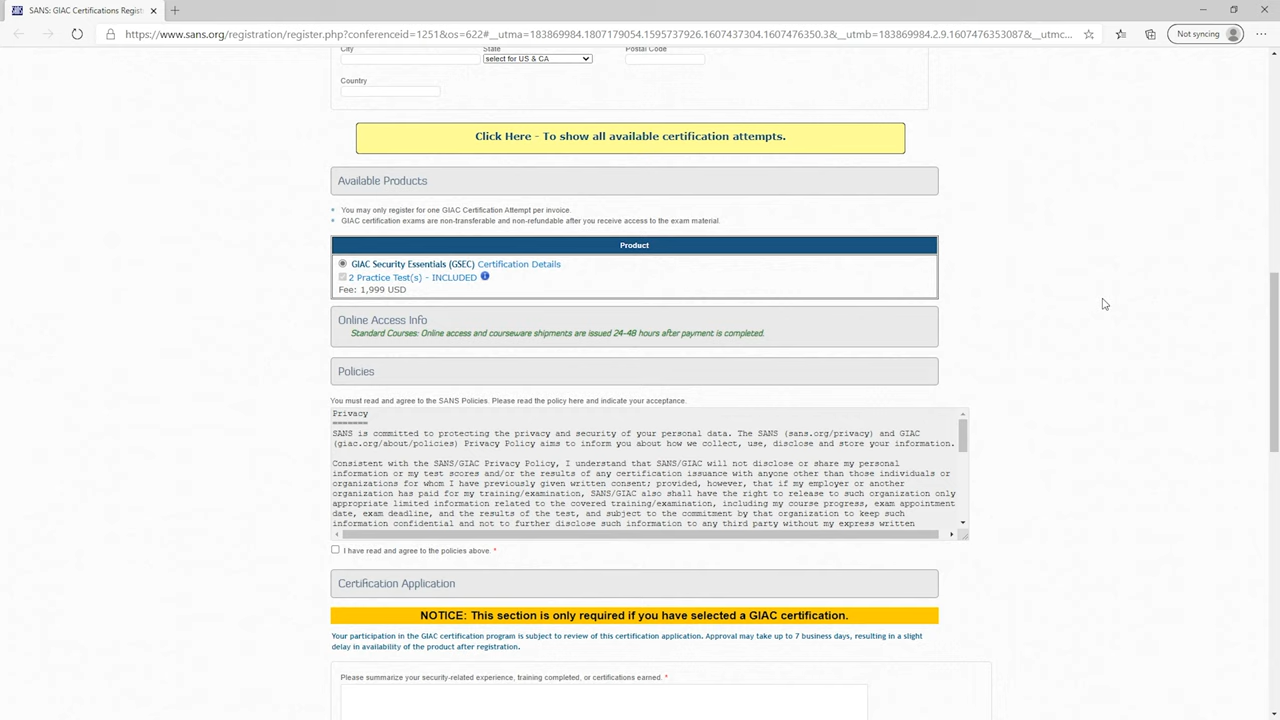 SANS: GIAC Certifications Regist
https://www.sans.org/registration/register.php?conferenceid=1251&os=622#__utma=183869984.1807179054.1595737926.1607437304.1607476350.3&__utmb=183869984.2.9.1607476353087&__utmc...
Not syncing
City State Postal Code
select for US & CA
Country
Click Here - To show all available certification attempts.
Available Products
You may only register for one GIAC Certification Attempt per invoice.
GIAC certification exams are non-transferable and non-refundable after you receive access to the exam material.
Product
GIAC Security Essentials (GSEC) Certification Details
2 Practice Test(s) - INCLUDED
Fee: 1,999 USD
Online Access Info
Standard Courses: Online access and courseware shipments are issued 24-48 hours after payment is completed.
Policies
You must read and agree to the SANS Policies. Please read the policy here and indicate your acceptance.
Privacy
=======
SANS is committed to protecting the privacy and security of your personal data. The SANS (sans.org/privacy) and GIAC
(giac.org/about/policies) Privacy Policy aims to inform you about how we collect, use, disclose and store your information.
Consistent with the SANS/GIAC Privacy Policy, I understand that SANS/GIAC will not disclose or share my personal
information or my test scores and/or the results of any certification issuance with anyone other than those individuals or
organizations for whom I have previously given written consent; provided, however, that if my employer or another
organization has paid for my training/examination, SANS/GIAC also shall have the right to release to such organization only
appropriate limited information related to the covered training/examination, including my course progress, exam appointment
date, exam deadline, and the results of the test, and subject to the commitment by that organization to keep such
information confidential and not to further disclose such information to any third party without my express written
I have read and agree to the policies above. *
Certification Application
NOTICE: This section is only required if you have selected a GIAC certification.
Your participation in the GIAC certification program is subject to review of this certification application. Approval may take up to 7 business days, resulting in a slight
delay in availability of the product after registration.
Please summarize your security-related experience, training completed, or certifications earned. *